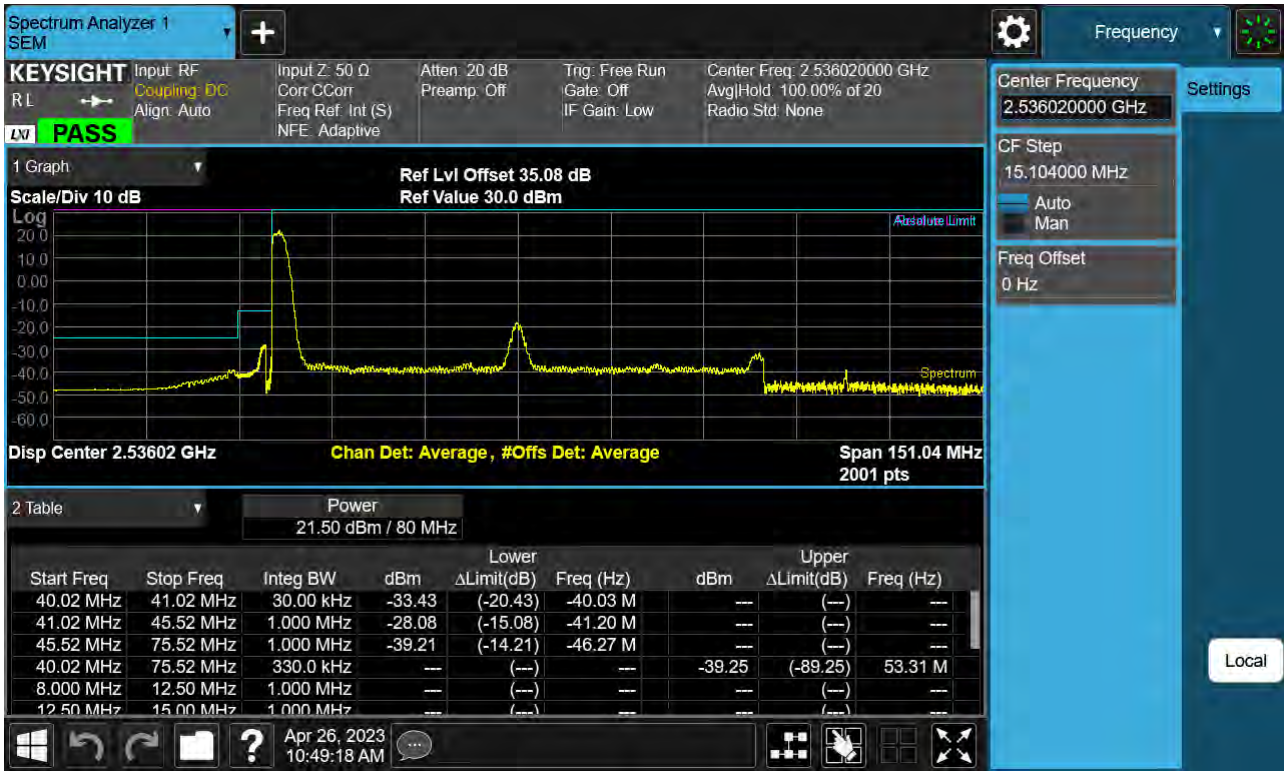 Spectrum Analyzer 1
SEM
Frequency
KEYSIGHT
RL
LXI PASS
Input: RF
Coupling: DC
Align: Auto
Input Z: 50 Ω
Corr CCorr
Freq Ref: Int (S)
NFE: Adaptive
Atten: 20 dB
Preamp: Off
Trig: Free Run
Gate: Off
IF Gain: Low
Center Freq: 2.536020000 GHz
Avg|Hold: 100.00% of 20
Radio Std: None
Center Frequency
2.536020000 GHz
Settings
CF Step
15.104000 MHz
Auto
Man
Freq Offset
0 Hz
Local
1 Graph
Ref Lvl Offset 35.08 dB
Scale/Div 10 dB
Ref Value 30.0 dBm
Log
Absolute Limit
20.0
10.0
0.00
-10.0
-20.0
-30.0
-40.0
-50.0
-60.0
Spectrum
Disp Center 2.53602 GHz
Chan Det: Average, #Offs Det: Average
Span 151.04 MHz
2001 pts
2 Table
Power
21.50 dBm / 80 MHz
Lower Upper
Start Freq Stop Freq Integ BW dBm ΔLimit(dB) Freq (Hz) dBm ΔLimit(dB) Freq (Hz)
40.02 MHz 41.02 MHz 30.00 kHz -33.43 (-20.43) -40.03 M --- (---) ---
41.02 MHz 45.52 MHz 1.000 MHz -28.08 (-15.08) -41.20 M --- (---) ---
45.52 MHz 75.52 MHz 1.000 MHz -39.21 (-14.21) -46.27 M --- (---) ---
40.02 MHz 75.52 MHz 330.0 kHz --- (---) --- -39.25 (-89.25) 53.31 M
8.000 MHz 12.50 MHz 1.000 MHz --- (---) --- --- (---) ---
12.50 MHz 15.00 MHz 1.000 MHz --- (---) --- --- (---) ---
Apr 26, 2023
10:49:18 AM